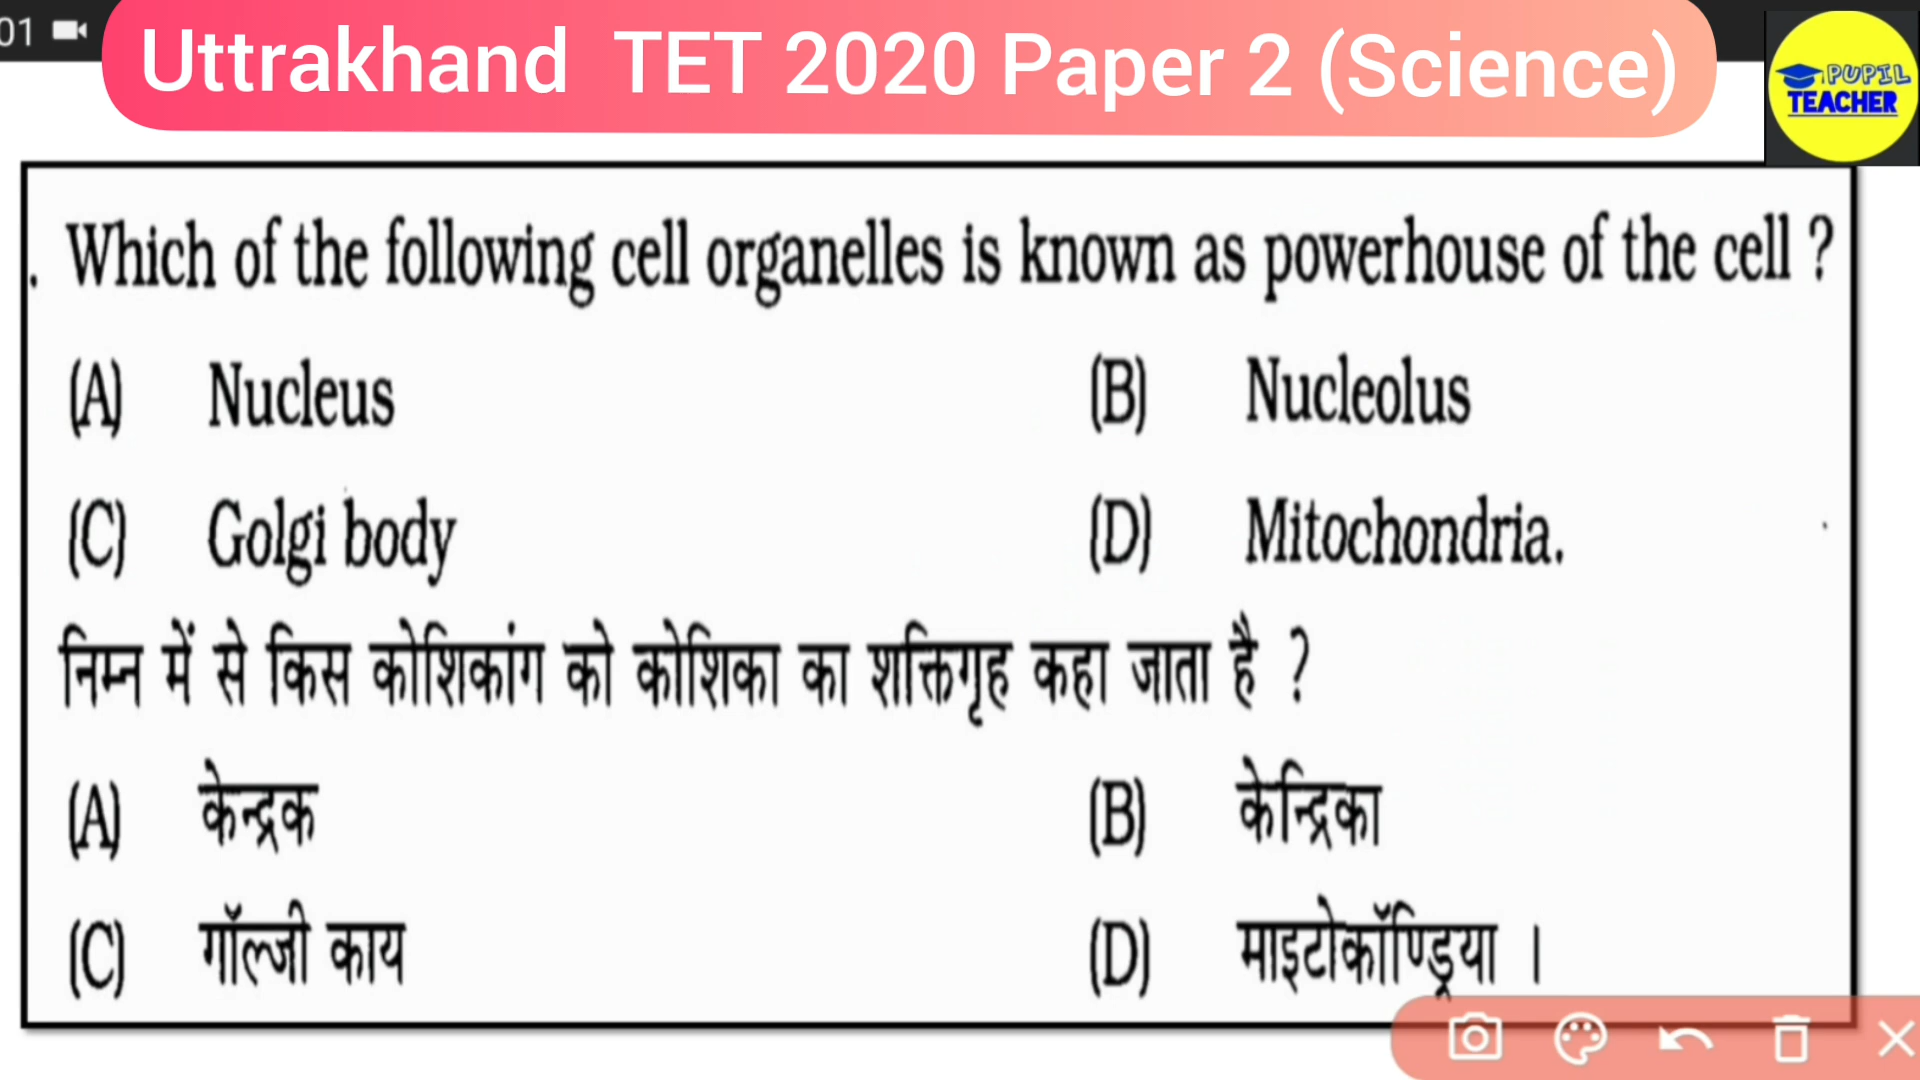 01
Uttrakhand TET 2020 Paper 2 (Science)
PUPIL
TEACHER
. Which of the following cell organelles is known as powerhouse of the cell ?
(A) Nucleus (B) Nucleolus
(C) Golgi body (D) Mitochondria.
निम्न में से किस कोशिकांग को कोशिका का शक्तिगृह कहा जाता है ?
(A) केन्द्रक (B) केन्द्रिका
(C) गॉल्जी काय (D) माइटोकॉण्ड्रिया ।